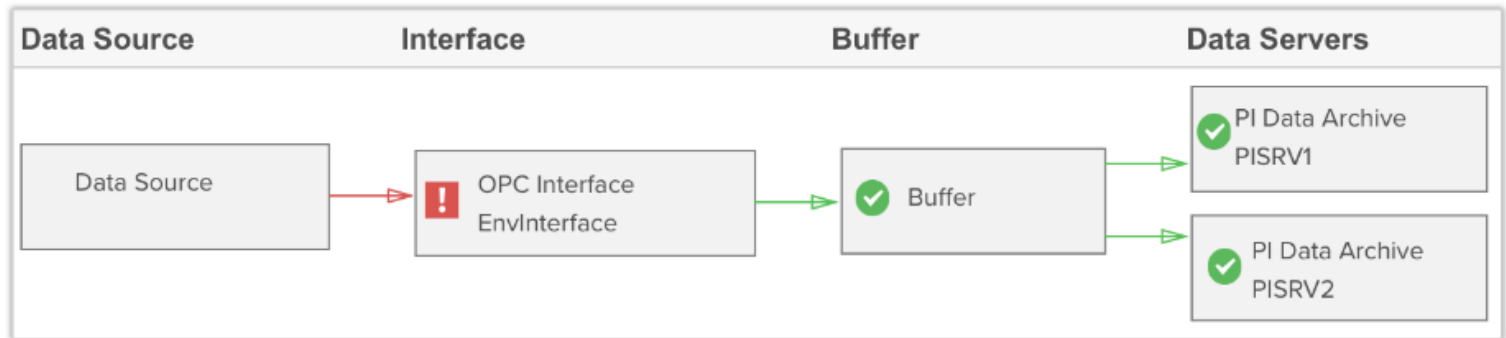 Data Source
Interface
Buffer
Data Servers
Data Source
OPC Interface
EnvInterface
Buffer
PI Data Archive
PISRV1
PI Data Archive
PISRV2